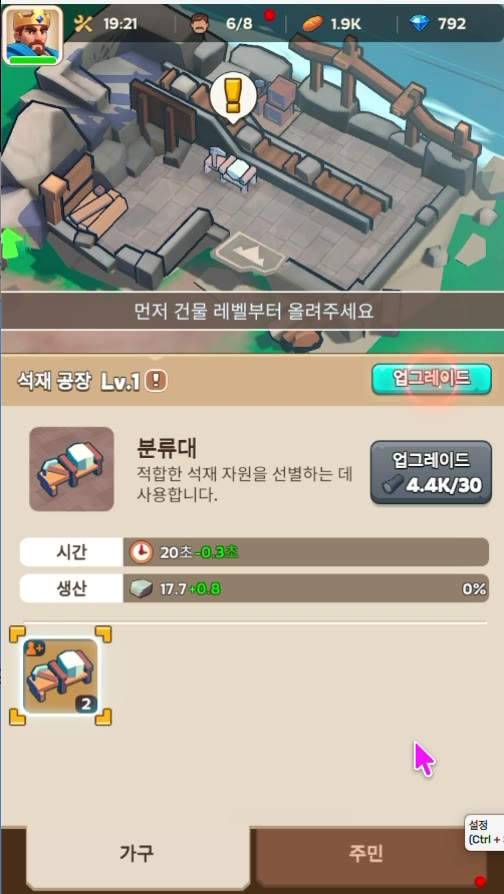 19:21 6/8 1.9K 792
먼저 건물 레벨부터 올려주세요
석재 공장 Lv.1 ! 업그레이드
분류대
적합한 석재 자원을 선별하는 데
사용합니다.
업그레이드
4.4K/30
시간 20초-0.3초
생산 17.7+0.8 0%
2
설정
(Ctrl +
가구 주민